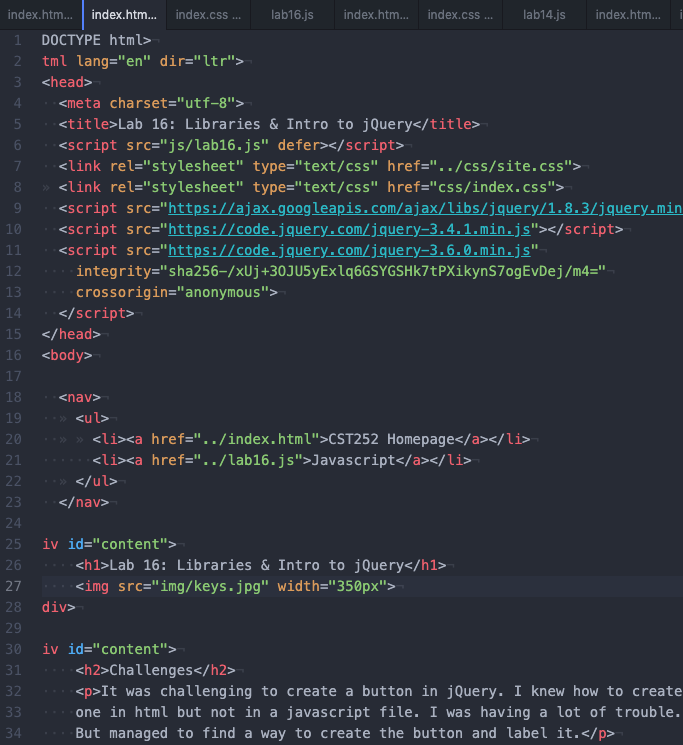 index.htm... index.htm... index.css ... lab16.js index.htm... index.css ... lab14.js index.htm...
1 DOCTYPE html>
2 tml lang="en" dir="ltr">
3 <head>
4 <meta charset="utf-8">
5 <title>Lab 16: Libraries & Intro to jQuery</title>
6 <script src="js/lab16.js" defer></script>
7 <link rel="stylesheet" type="text/css" href="../css/site.css">
8 <link rel="stylesheet" type="text/css" href="css/index.css">
9 <script src="https://ajax.googleapis.com/ajax/libs/jquery/1.8.3/jquery.min
10 <script src="https://code.jquery.com/jquery-3.4.1.min.js"></script>
11 <script src="https://code.jquery.com/jquery-3.6.0.min.js"
12 integrity="sha256-/xUj+3OJU5yExlq6GSYGSHk7tPXikynS7ogEvDej/m4="
13 crossorigin="anonymous">
14 </script>
15 </head>
16 <body>
17
18 <nav>
19 <ul>
20 <li><a href="../index.html">CST252 Homepage</a></li>
21 <li><a href="../lab16.js">Javascript</a></li>
22 </ul>
23 </nav>
24
25 iv id="content">
26 <h1>Lab 16: Libraries & Intro to jQuery</h1>
27 <img src="img/keys.jpg" width="350px">
28 div>
29
30 iv id="content">
31 <h2>Challenges</h2>
32 <p>It was challenging to create a button in jQuery. I knew how to create
33 one in html but not in a javascript file. I was having a lot of trouble.
34 But managed to find a way to create the button and label it.</p>